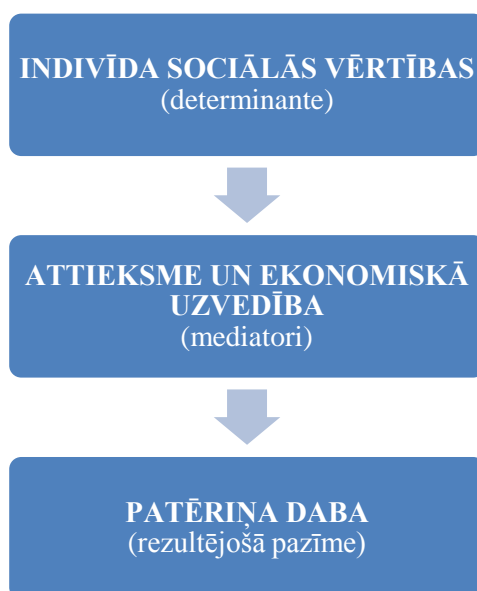 INDIVĪDA SOCIĀLĀS VĒRTĪBAS
(determinante)
ATTIEKSME UN EKONOMISKĀ
UZVEDĪBA
(mediatori)
PATĒRIŅA DABA
(rezultējošā pazīme)